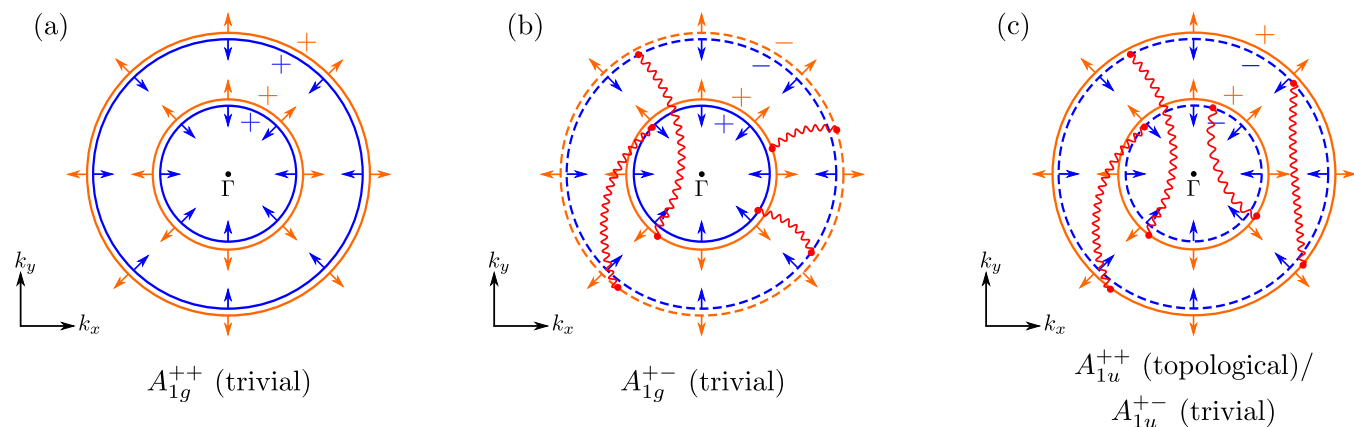 (a)
+
+
+
+
Γ
k_y
k_x
A_{1g}^{++} (trivial)
(b)
−
−
+
+
Γ
k_y
k_x
A_{1g}^{+−} (trivial)
(c)
+
−
+
−
Γ
k_y
k_x
A_{1u}^{++} (topological)/
A_{1u}^{+−} (trivial)